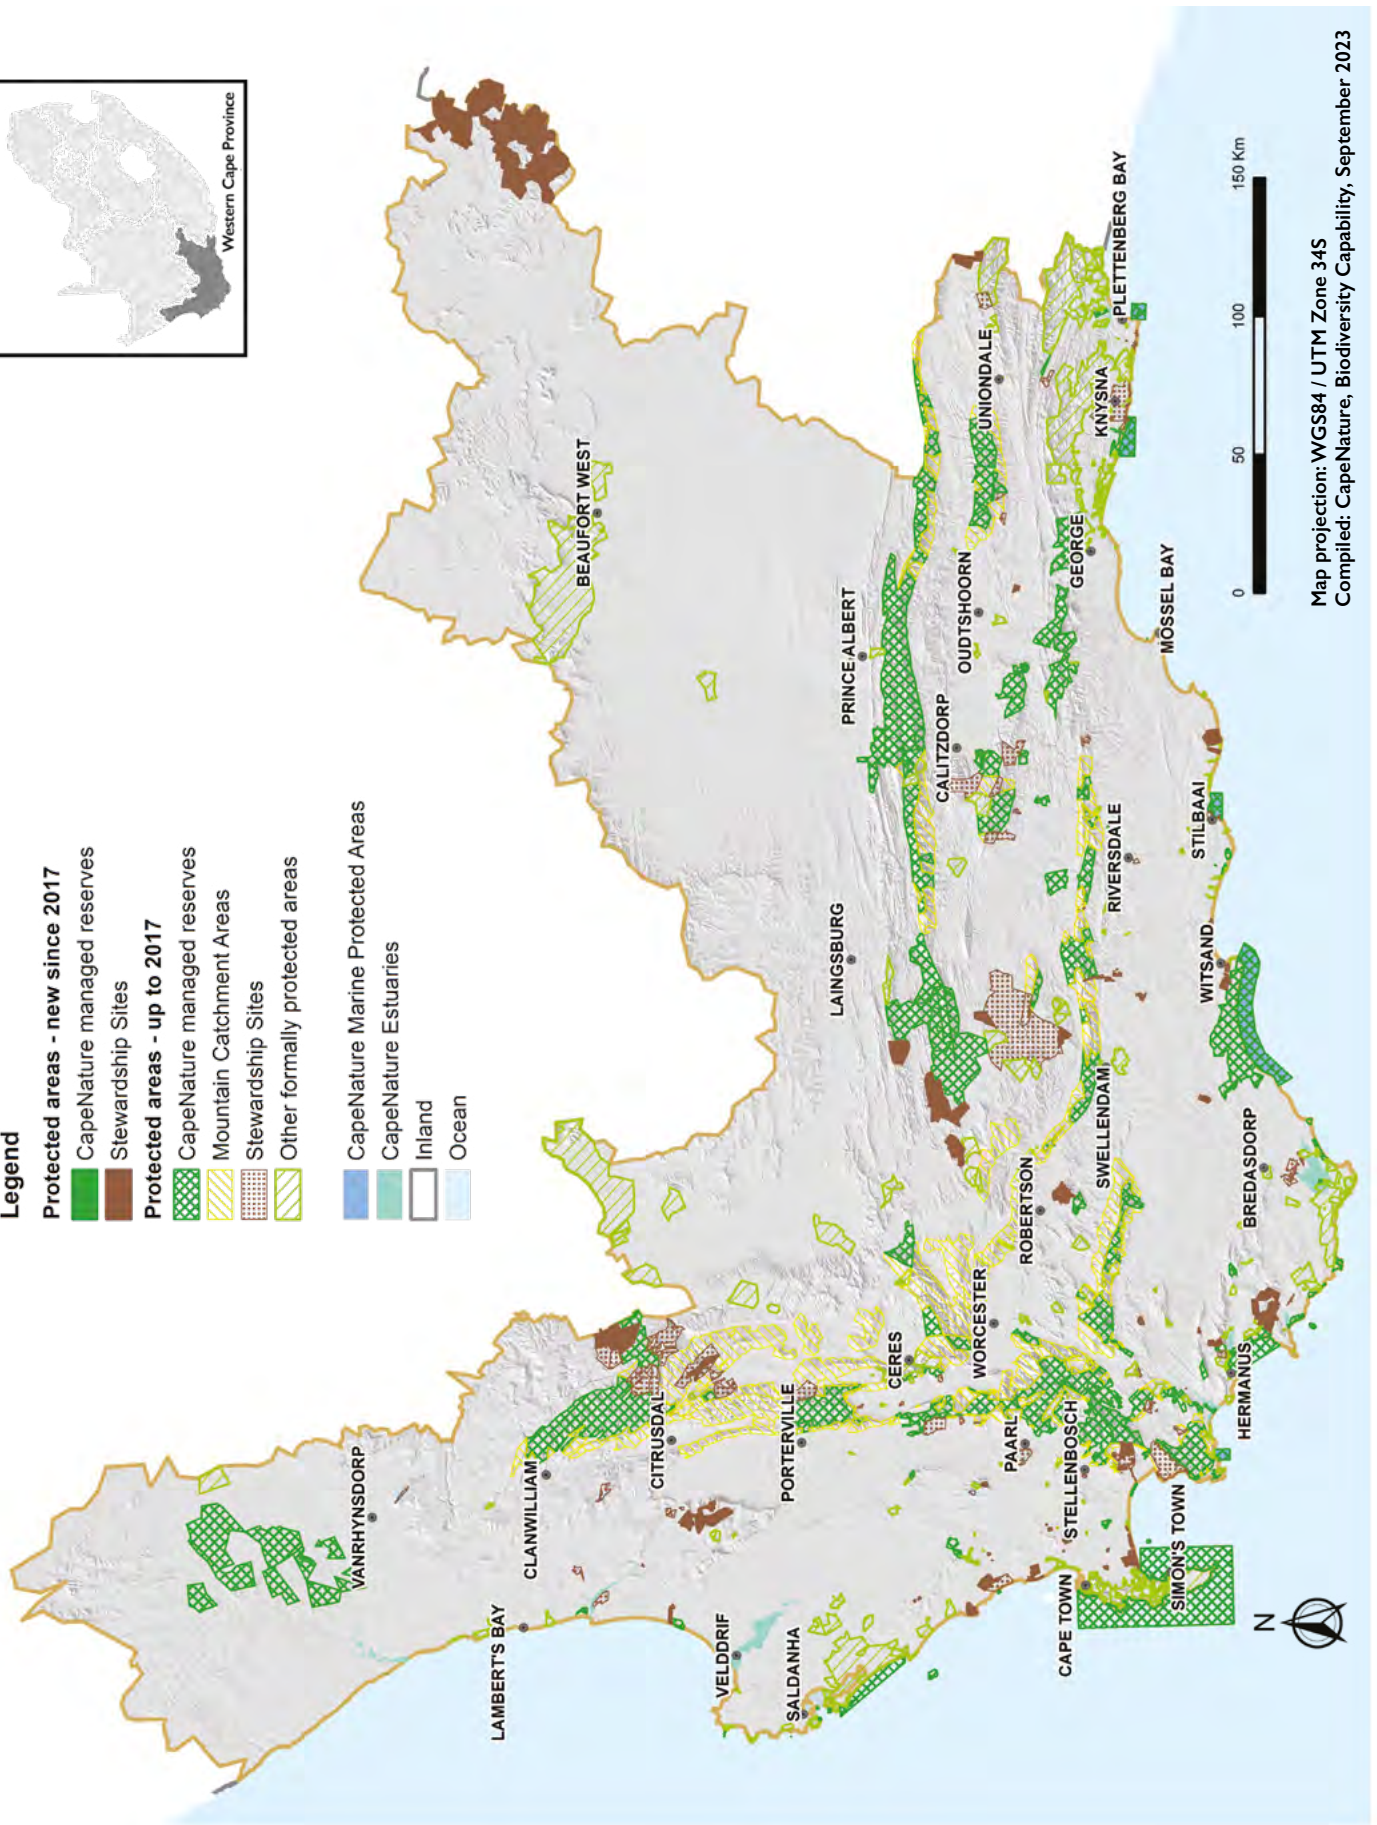 Western Cape Province
Legend
Protected areas - new since 2017
CapeNature managed reserves
Stewardship Sites
Protected areas - up to 2017
CapeNature managed reserves
Mountain Catchment Areas
Stewardship Sites
Other formally protected areas
CapeNature Marine Protected Areas
CapeNature Estuaries
Inland
Ocean
VANRHYNSDORP
LAMBERT'S BAY
CLANWILLIAM
CITRUSDAL
VELDDRIF
SALDANHA
PORTERVILLE
CERES
WORCESTER
PAARL
STELLENBOSCH
CAPE TOWN
SIMON'S TOWN
HERMANUS
ROBERTSON
SWELLENDAM
BREDASDORP
WITSAND
LAINGSBURG
RIVERSDALE
STILBAAI
PRINCE ALBERT
CALITZDORP
OUDTSHOORN
MOSSEL BAY
GEORGE
BEAUFORT WEST
UNIONDALE
KNYSNA
PLETTENBERG BAY
N
0 50 100 150 Km
Map projection: WGS84 / UTM Zone 34S
Compiled: CapeNature, Biodiversity Capability, September 2023